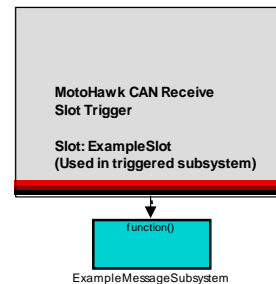 MotoHawk CAN Receive
Slot Trigger
Slot: ExampleSlot
(Used in triggered subsystem)
function()
ExampleMessageSubsystem